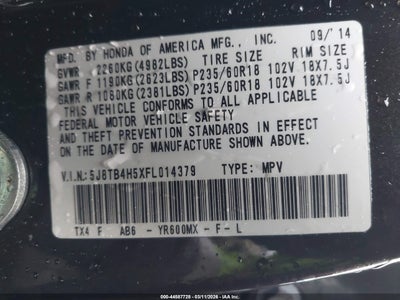 MFD. BY HONDA OF AMERICA MFG., INC. 09/'14
GVWR 2260KG(4982LBS) TIRE SIZE RIM SIZE
GAWR F 1190KG(2623LBS) P235/60R18 102V 18X7.5J
GAWR R 1080KG(2381LBS) P235/60R18 102V 18X7.5J
THIS VEHICLE CONFORMS TO ALL APPLICABLE
FEDERAL MOTOR VEHICLE SAFETY
AND THEFT PREVENTION STANDARDS IN EFFECT
ON THE DATE OF MANUFACTURE SHOWN ABOVE.
V.I.N.: 5J8TB4H5XFL014379 TYPE: MPV
TX4 F AB6 - YR600MX - F - L
000-44587728 - 03/11/2026 - IAA Inc.